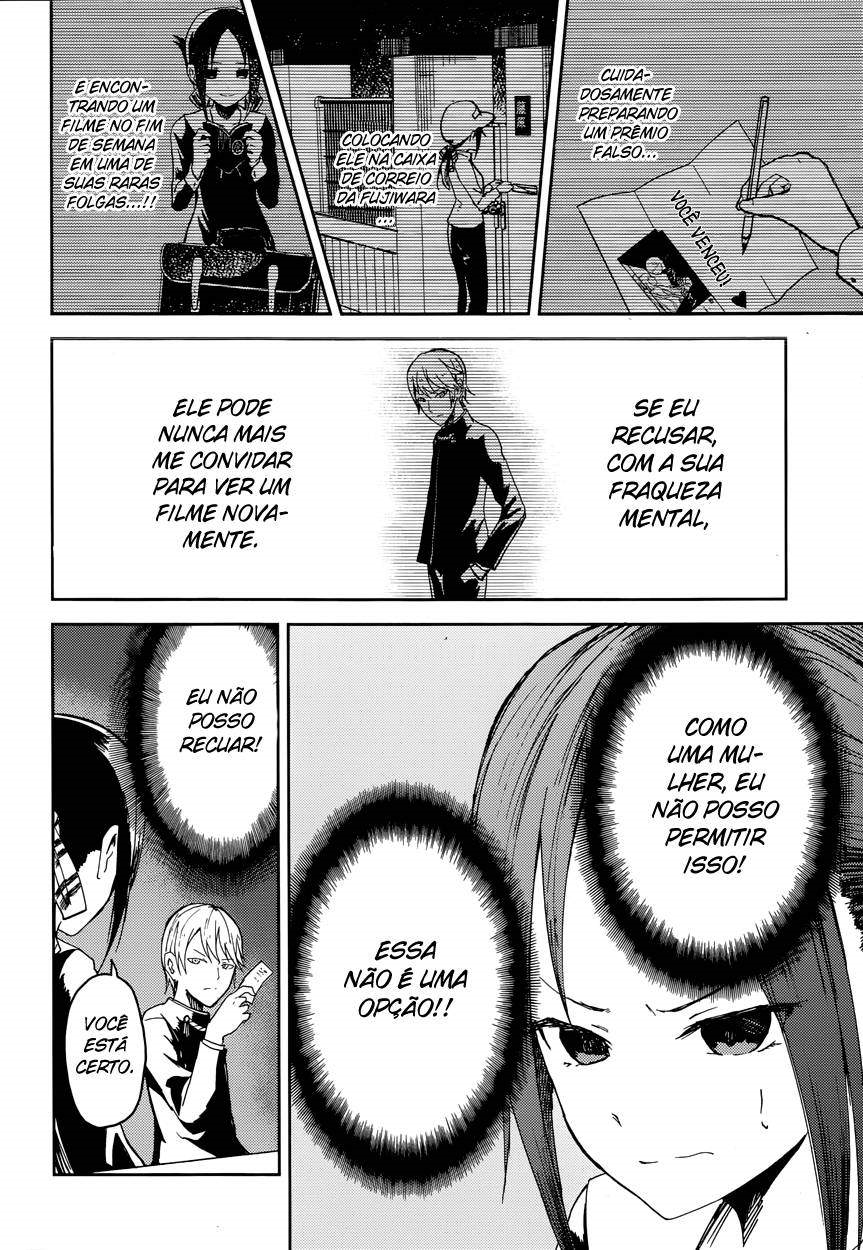 CUIDA-
DOSAMENTE
PREPARANDO
UM PRÊMIO
FALSO...
VOCÊ VENCEU!
COLOCANDO
ELE NA CAIXA
DE CORREIO
DA FUJIWARA
...
E ENCON-
TRANDO UM
FILME NO FIM
DE SEMANA
EM UMA DE
SUAS RARAS
FOLGAS...!!
SE EU
RECUSAR,
COM A SUA
FRAQUEZA
MENTAL,
ELE PODE
NUNCA MAIS
ME CONVIDAR
PARA VER UM
FILME NOVA-
MENTE.
COMO
UMA MU-
LHER, EU
NÃO POSSO
PERMITIR
ISSO!
ESSA
NÃO É UMA
OPÇÃO!!
EU NÃO
POSSO
RECUAR!
VOCÊ
ESTÁ
CERTO.